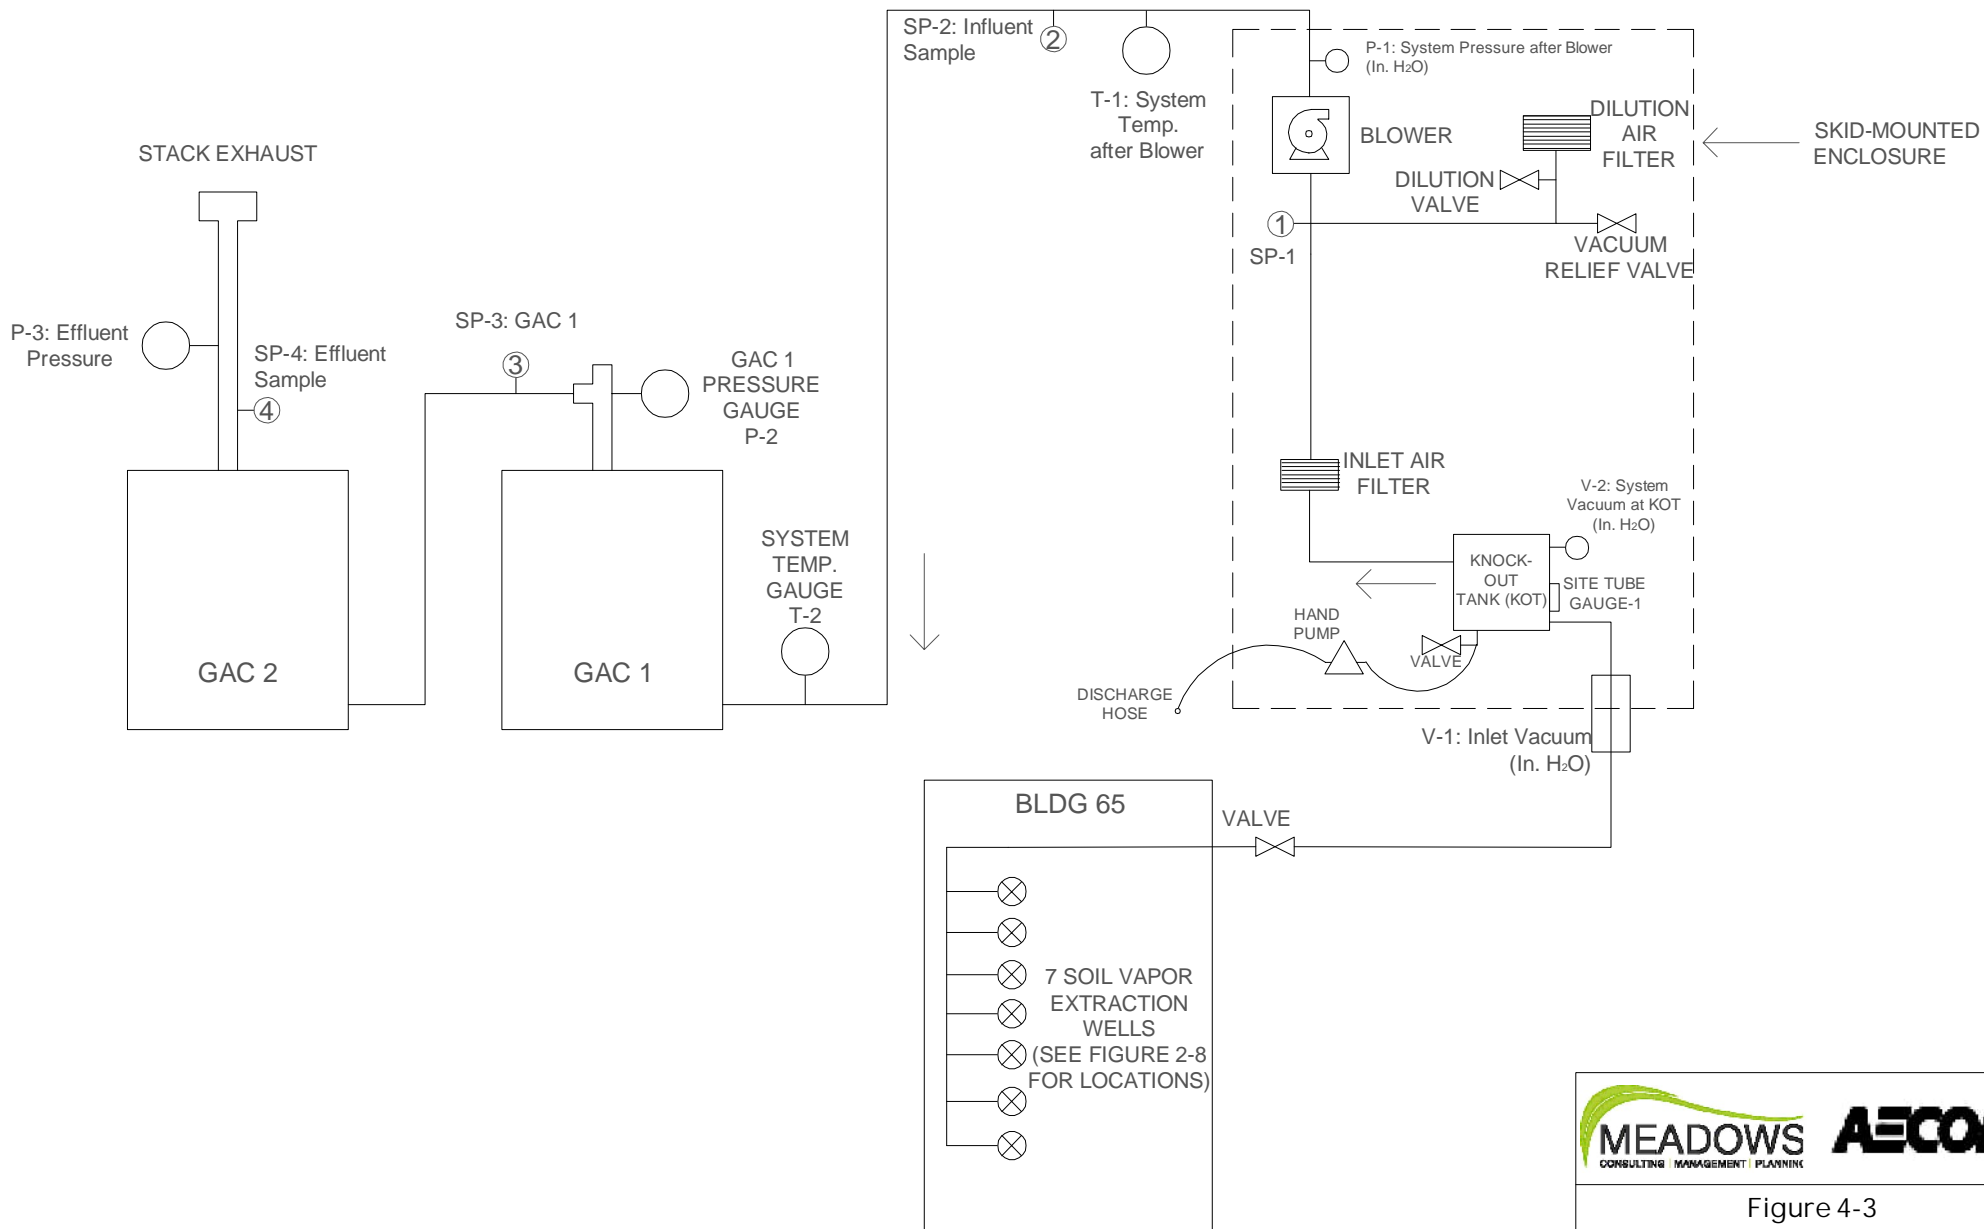 SP-2: Influent
Sample
2
T-1: System
Temp.
after Blower
P-1: System Pressure after Blower
(In. H2O)
BLOWER
DILUTION
AIR
FILTER
DILUTION
VALVE
SKID-MOUNTED
ENCLOSURE
1
SP-1
VACUUM
RELIEF VALVE
STACK EXHAUST
P-3: Effluent
Pressure
SP-4: Effluent
Sample
4
SP-3: GAC 1
3
GAC 1
PRESSURE
GAUGE
P-2
INLET AIR
FILTER
V-2: System
Vacuum at KOT
(In. H2O)
SYSTEM
TEMP.
GAUGE
T-2
KNOCK-
OUT
TANK (KOT)
SITE TUBE
GAUGE-1
HAND
PUMP
VALVE
GAC 2
GAC 1
DISCHARGE
HOSE
V-1: Inlet Vacuum
(In. H2O)
BLDG 65
VALVE
7 SOIL VAPOR
EXTRACTION
WELLS
(SEE FIGURE 2-8
FOR LOCATIONS)
MEADOWS
CONSULTING | MANAGEMENT | PLANNING
Figure 4-3